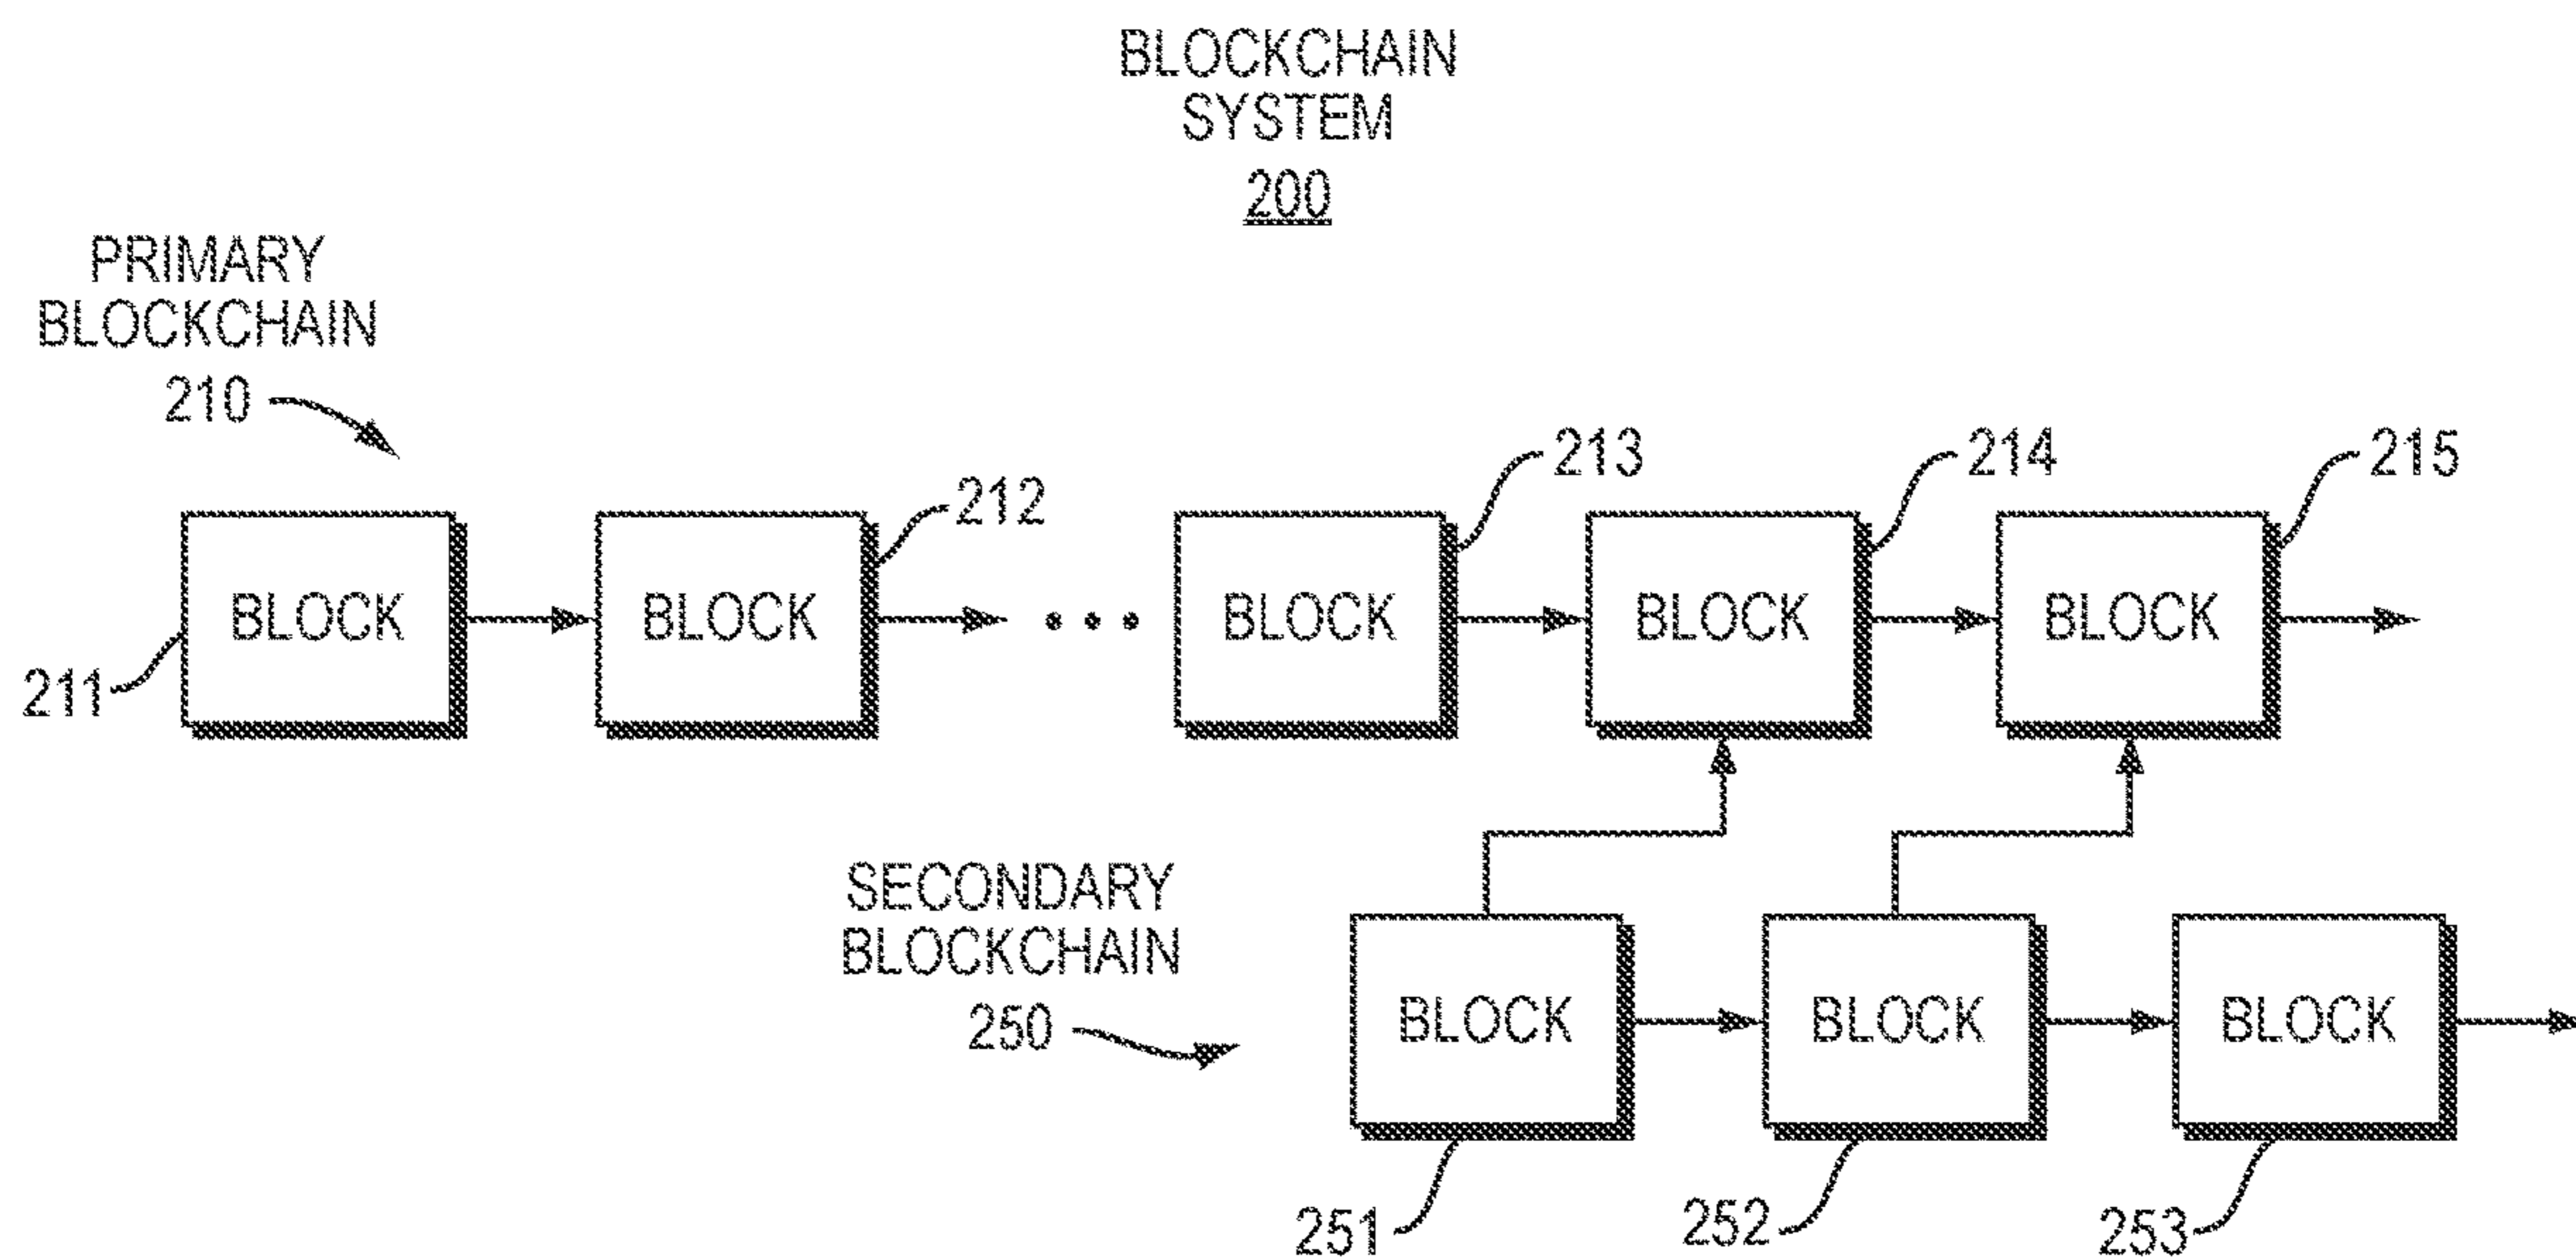 BLOCKCHAIN
SYSTEM
200
PRIMARY
BLOCKCHAIN
210
213
214
215
212
BLOCK
BLOCK
BLOCK
BLOCK
BLOCK
211
SECONDARY
BLOCKCHAIN
250
BLOCK
BLOCK
BLOCK
251
252
253